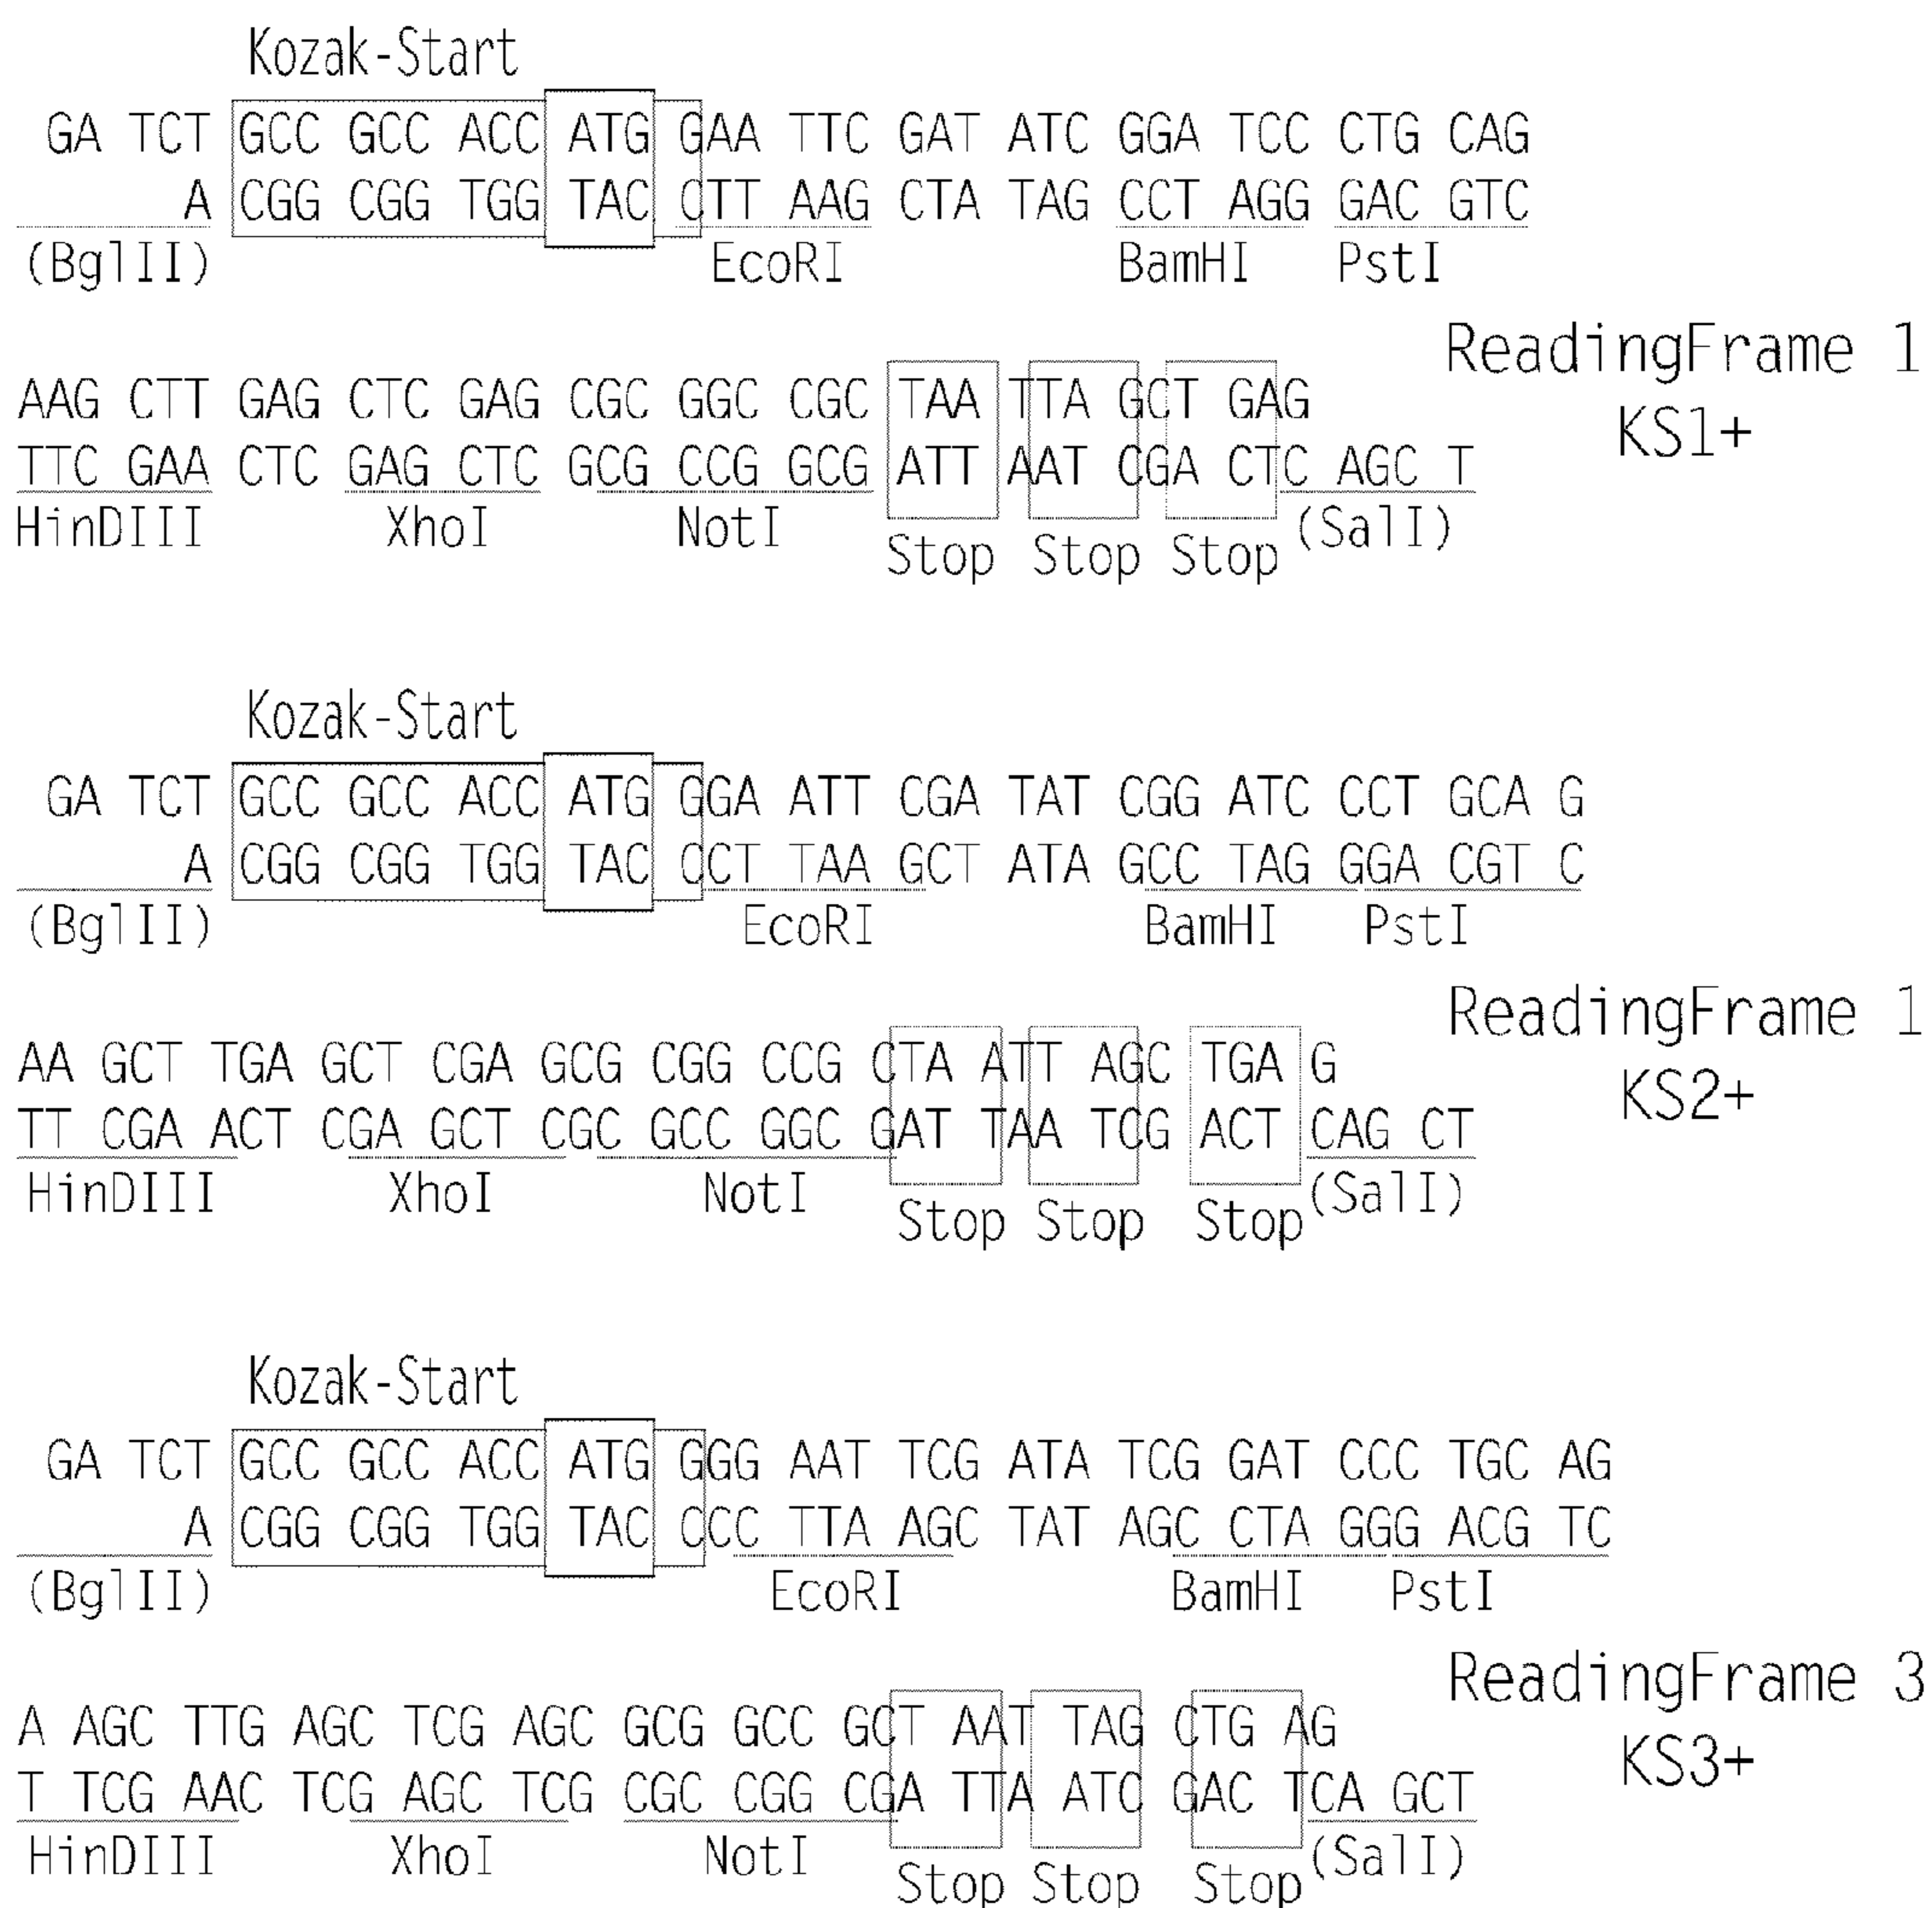 Kozak-Start
GA TCT GCC GCC ACC ATG GAA TTC GAT ATC GGA TCC CTG CAG
A CGG CGG TGG TAC CTT AAG CTA TAG CCT AGG GAC GTC
(BglII) EcoRI BamHI PstI
ReadingFrame 1
KS1+
AAG CTT GAG CTC GAG CGC GGC CGC TAA TTA GCT GAG
TTC GAA CTC GAG CTC GCG CCG GCG ATT AAT CGA CTC AGC T
HinDIII XhoI NotI Stop Stop Stop (SalI)
Kozak-Start
GA TCT GCC GCC ACC ATG GGA ATT CGA TAT CGG ATC CCT GCA G
A CGG CGG TGG TAC CCT TAA GCT ATA GCC TAG GGA CGT C
(BglII) EcoRI BamHI PstI
ReadingFrame 1
KS2+
AA GCT TGA GCT CGA GCG CGG CCG CTA ATT AGC TGA G
TT CGA ACT CGA GCT CGC GCC GGC GAT TAA TCG ACT CAG CT
HinDIII XhoI NotI Stop Stop Stop (SalI)
Kozak-Start
GA TCT GCC GCC ACC ATG GGG AAT TCG ATA TCG GAT CCC TGC AG
A CGG CGG TGG TAC CCC TTA AGC TAT AGC CTA GGG ACG TC
(BglII) EcoRI BamHI PstI
ReadingFrame 3
KS3+
A AGC TTG AGC TCG AGC GCG GCC GCT AAT TAG CTG AG
T TCG AAC TCG AGC TCG CGC CGG CGA TTA ATC GAC TCA GCT
HinDIII XhoI NotI Stop Stop Stop (SalI)